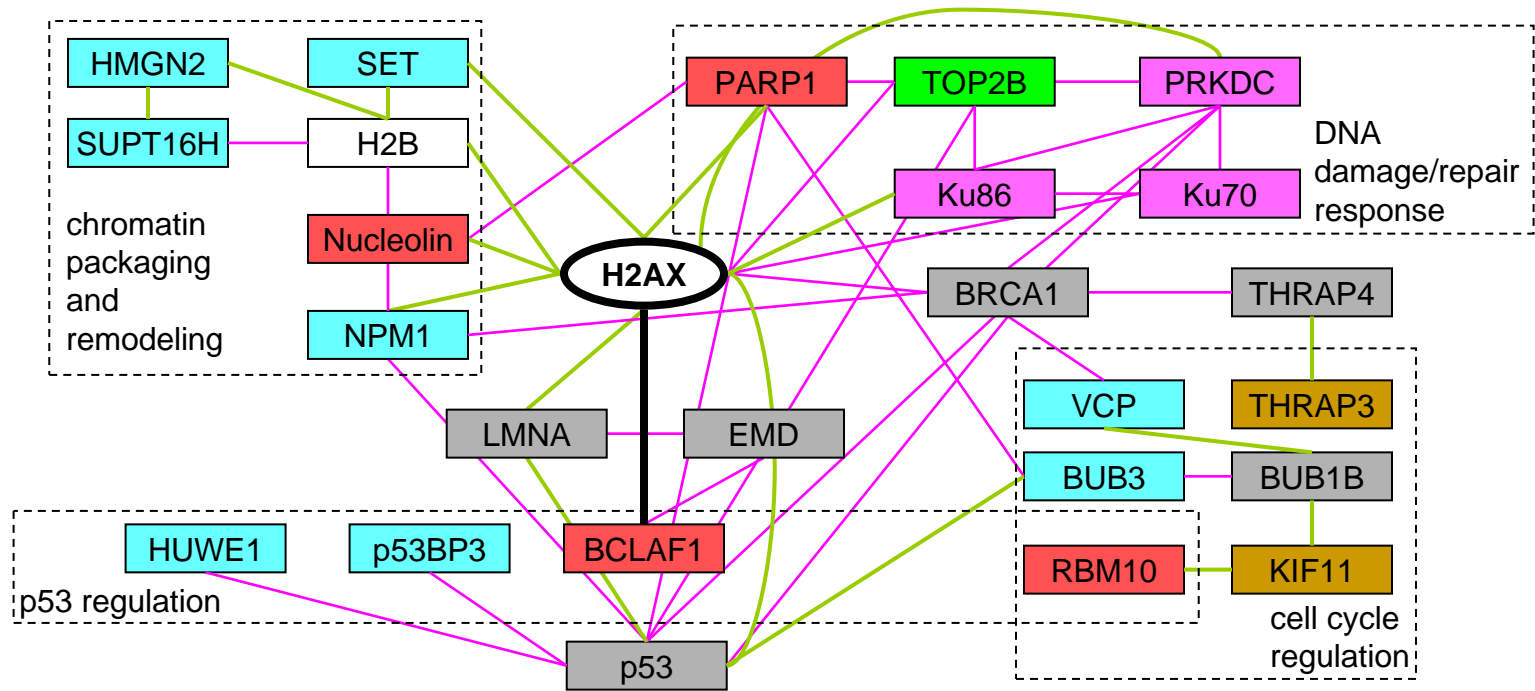 HMGN2
SET
SUPT16H
H2B
Nucleolin
NPM1
chromatin
packaging
and
remodeling
PARP1
TOP2B
PRKDC
Ku86
Ku70
DNA
damage/repair
response
H2AX
BRCA1
THRAP4
LMNA
EMD
VCP
THRAP3
BUB3
BUB1B
RBM10
KIF11
cell cycle
regulation
HUWE1
p53BP3
BCLAF1
p53 regulation
p53